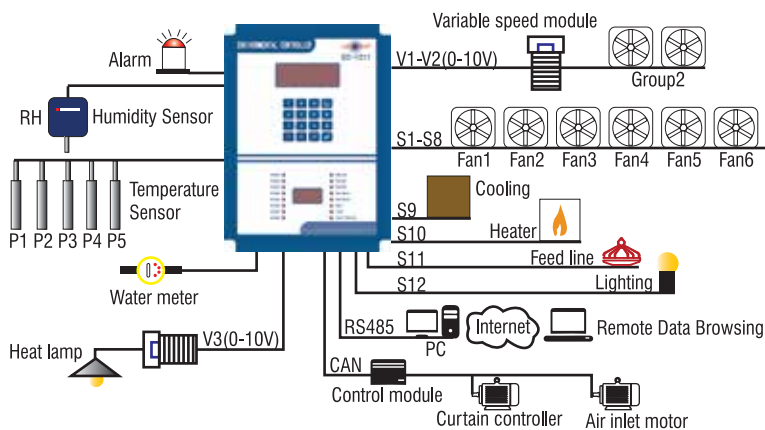 Variable speed module
ENVIRONMENTAL CONTROLLER
Alarm
V1-V2(0-10V)
Group2
RH
Humidity Sensor
S1-S8
Fan1
Fan2
Fan3
Fan4
Fan5
Fan6
Temperature
Sensor
P1
P2
P3
P4
P5
Cooling
S9
S10
Heater
S11
Feed line
S12
Lighting
Water meter
RS485
PC
Internet
Remote Data Browsing
Heat lamp
V3(0-10V)
CAN
Control module
Curtain controller
Air inlet motor